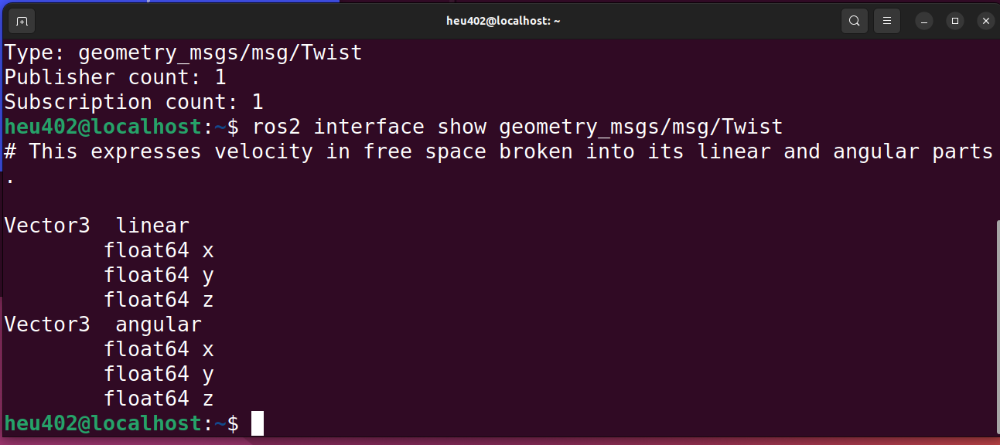 heu402@localhost: ~
Type: geometry_msgs/msg/Twist
Publisher count: 1
Subscription count: 1
heu402@localhost:~$ ros2 interface show geometry_msgs/msg/Twist
# This expresses velocity in free space broken into its linear and angular parts
.
Vector3  linear
        float64 x
        float64 y
        float64 z
Vector3  angular
        float64 x
        float64 y
        float64 z
heu402@localhost:~$